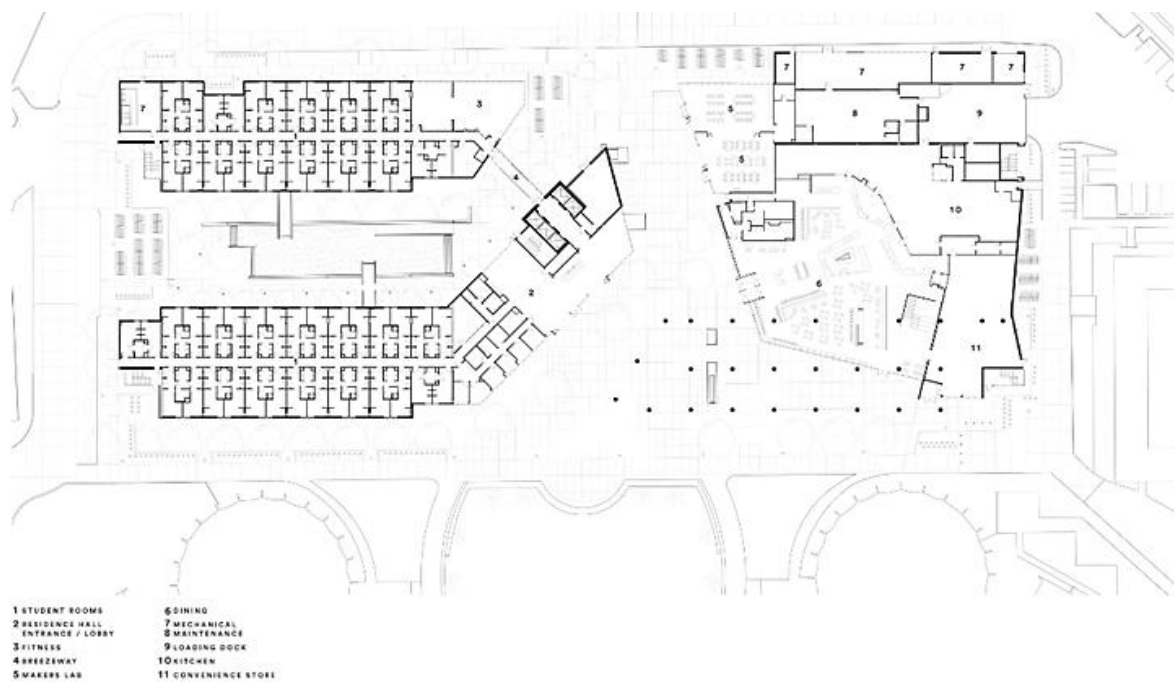 7
3
7
7
7
7
5
8
9
1
5
4
10
2
6
11
1
1 STUDENT ROOMS
2 RESIDENCE HALL
ENTRANCE / LOBBY
3 FITNESS
4 BREEZEWAY
5 MAKERS LAB
6 DINING
7 MECHANICAL
8 MAINTENANCE
9 LOADING DOCK
10 KITCHEN
11 CONVENIENCE STORE